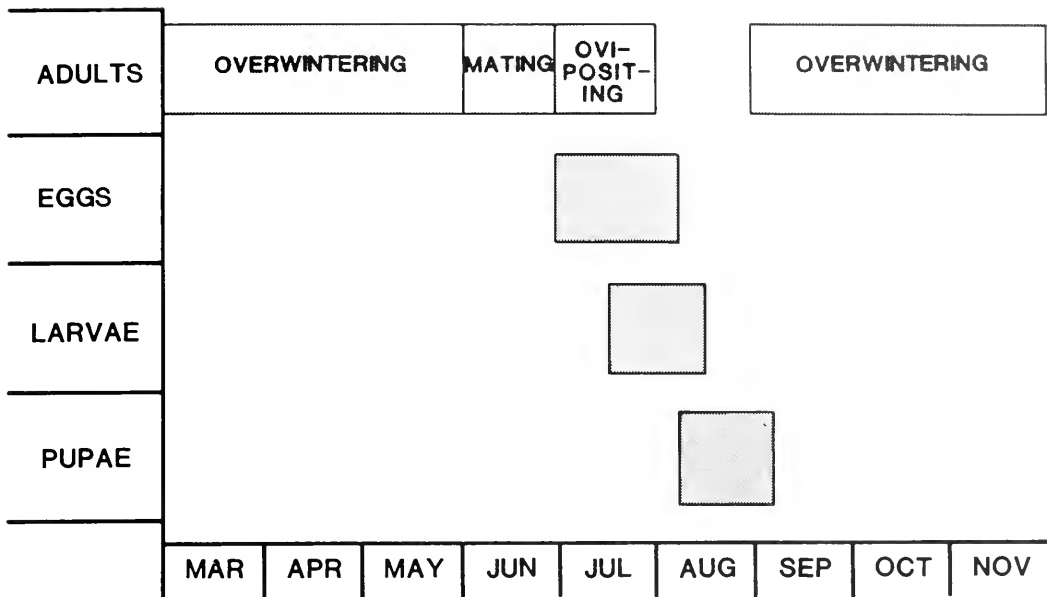 ADULTS
OVERWINTERING
MATING
OVI-
POSIT-
ING
OVERWINTERING
EGGS
LARVAE
PUPAE
MAR APR MAY JUN JUL AUG SEP OCT NOV